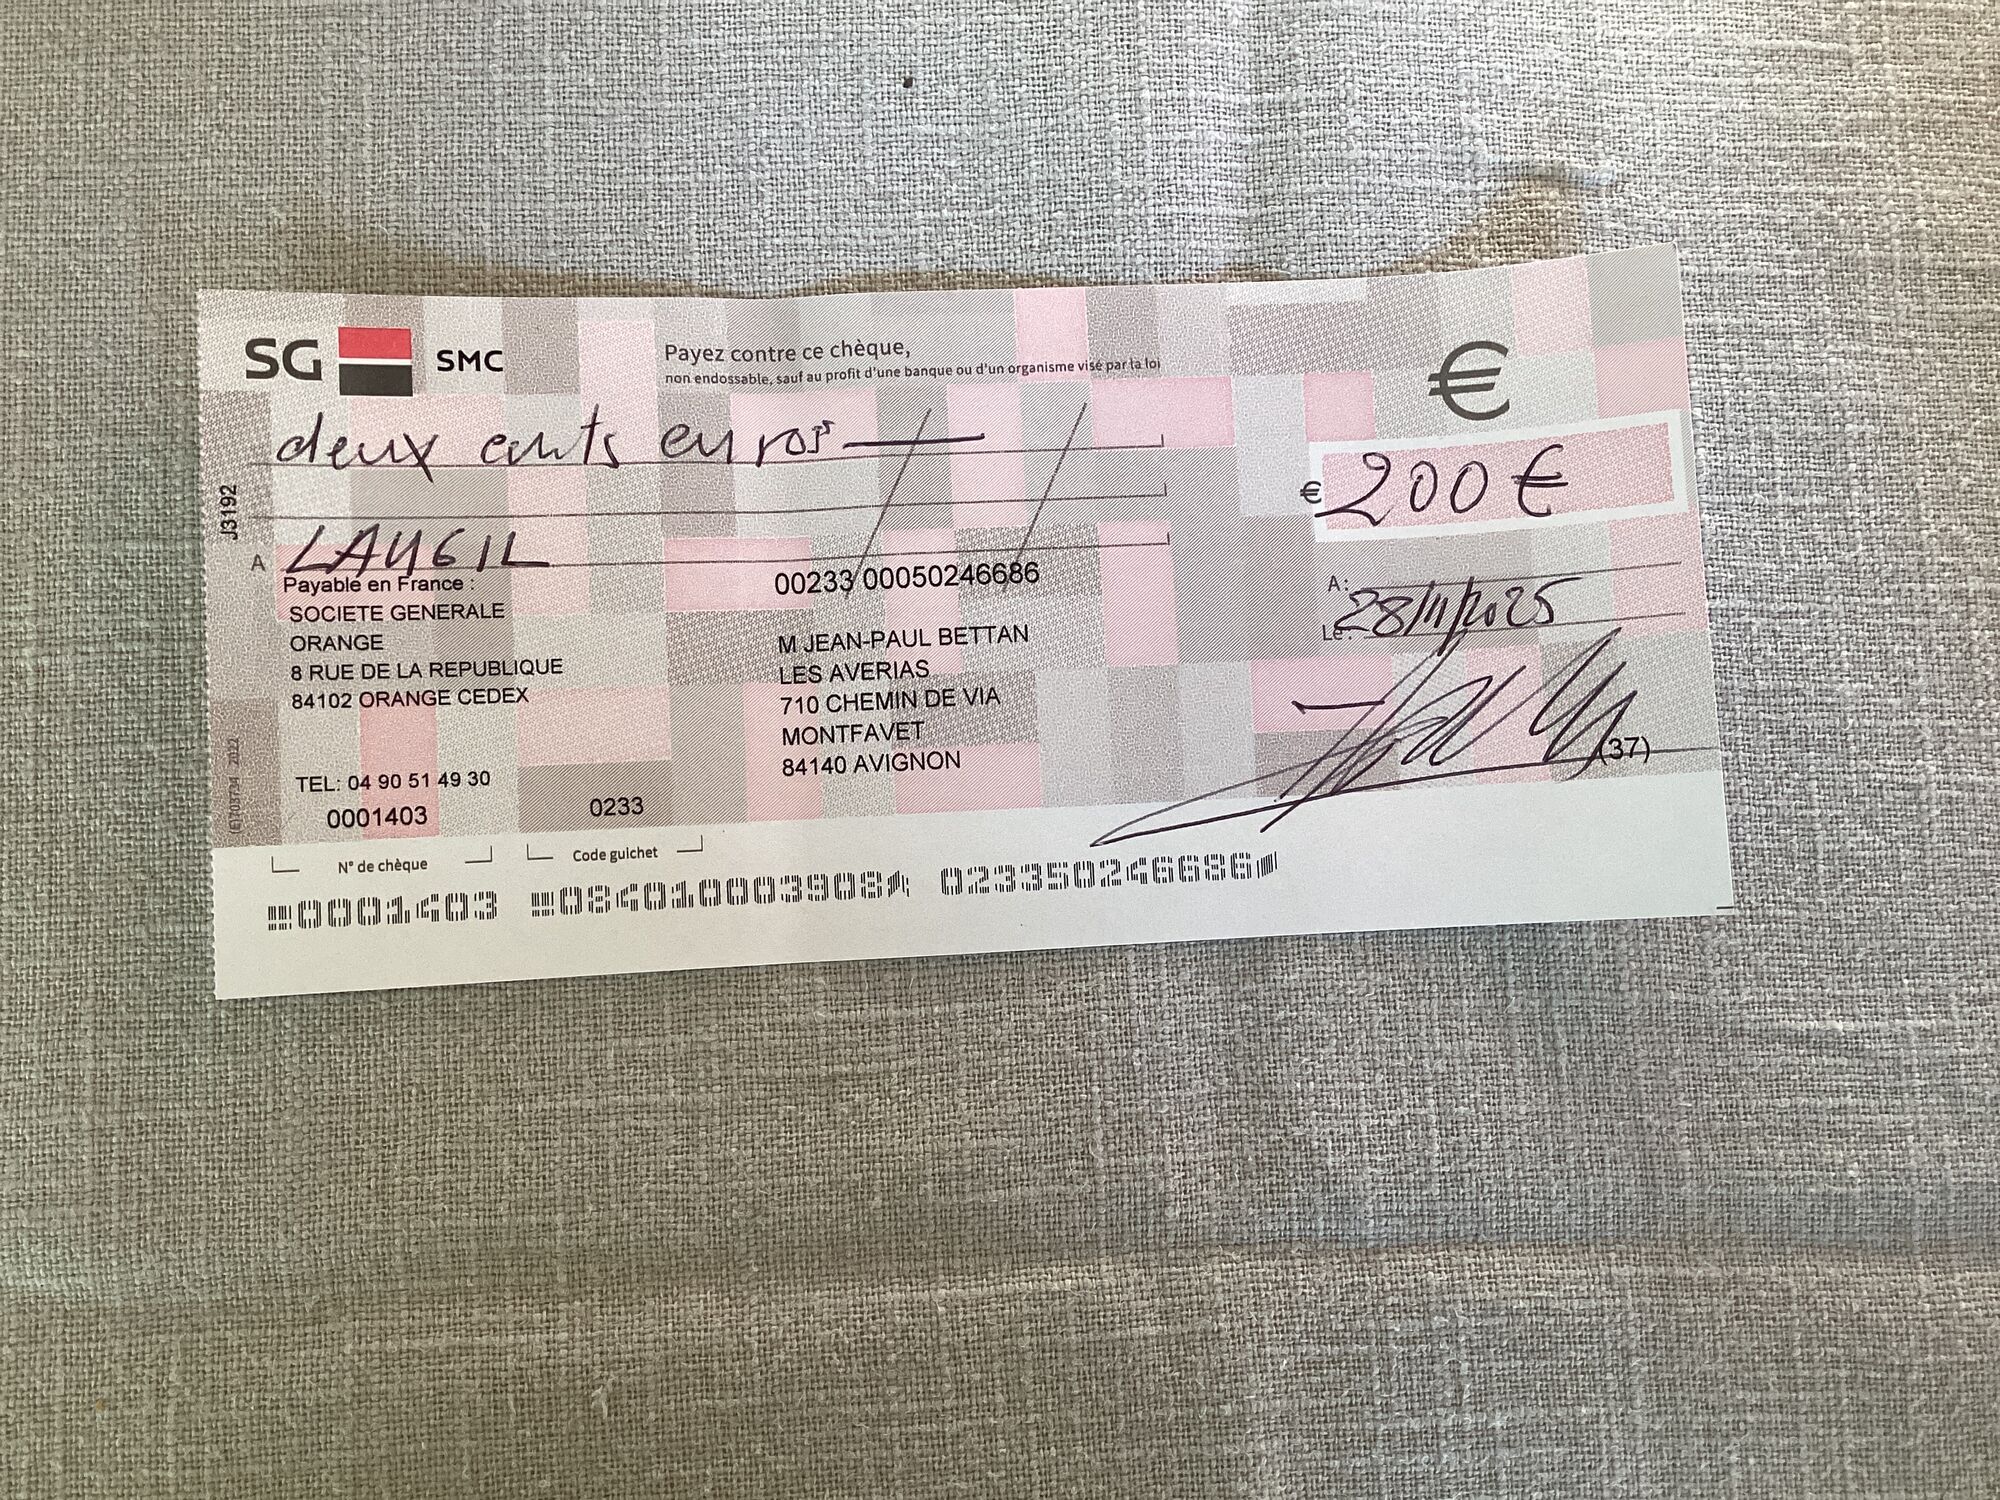 SG SMC
Payez contre ce chèque,
non endossable, sauf au profit d'une banque ou d'un organisme visé par la loi
€
deux cents euros
€ 200 €
J3192
A LAUGIL
Payable en France :
SOCIETE GENERALE
ORANGE
8 RUE DE LA REPUBLIQUE
84102 ORANGE CEDEX
TEL: 04 90 51 49 30
00233 00050246686
M JEAN-PAUL BETTAN
LES AVERIAS
710 CHEMIN DE VIA
MONTFAVET
84140 AVIGNON
A:
Le: 28/11/2025
(37)
0001403
0233
N° de chèque
Code guichet
0001403 084010003908 023350246686